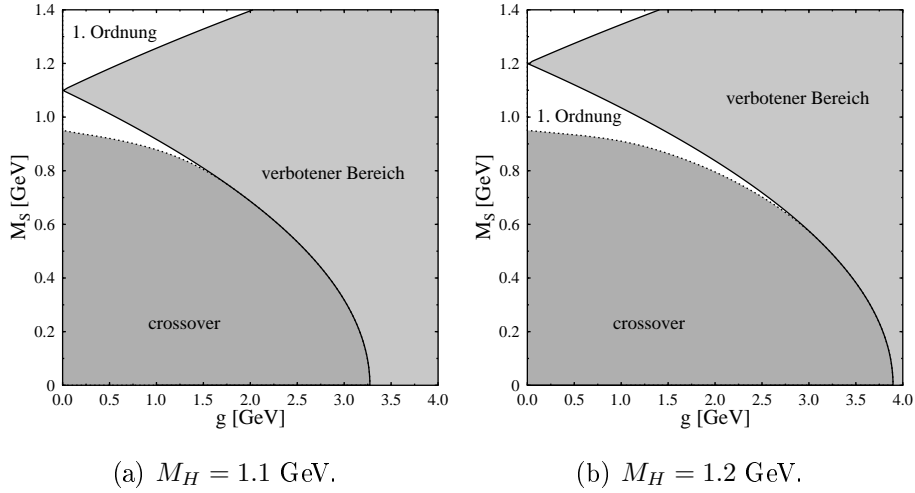 1.4
1.2
1.0
0.8
0.6
0.4
0.2
0
M_S [GeV]
1. Ordnung
verbotener Bereich
crossover
0.0 0.5 1.0 1.5 2.0 2.5 3.0 3.5 4.0
g [GeV]
(a) M_H = 1.1 GeV.
1.4
1.2
1.0
0.8
0.6
0.4
0.2
0
M_S [GeV]
verbotener Bereich
1. Ordnung
crossover
0.0 0.5 1.0 1.5 2.0 2.5 3.0 3.5 4.0
g [GeV]
(b) M_H = 1.2 GeV.